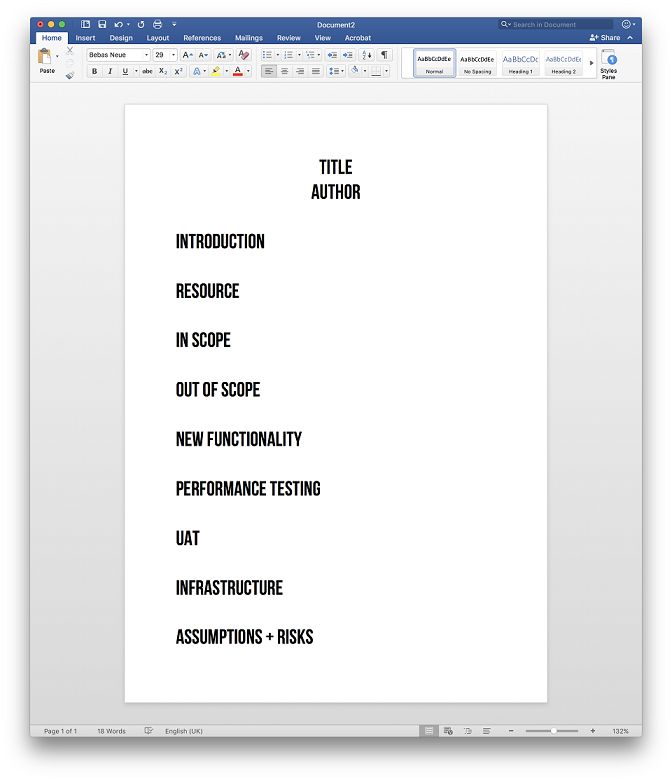 Document2
Search in Document
Home Insert Design Layout References Mailings Review View Acrobat
Share
Paste
Bebas Neue 29
B I U abc X₂ X²
AaBbCcDdEe AaBbCcDdEe AaBbCcDc AaBbCcDdEe
Normal No Spacing Heading 1 Heading 2
Styles Pane
TITLE
AUTHOR
INTRODUCTION
RESOURCE
IN SCOPE
OUT OF SCOPE
NEW FUNCTIONALITY
PERFORMANCE TESTING
UAT
INFRASTRUCTURE
ASSUMPTIONS + RISKS
Page 1 of 1 18 Words English (UK) 132%